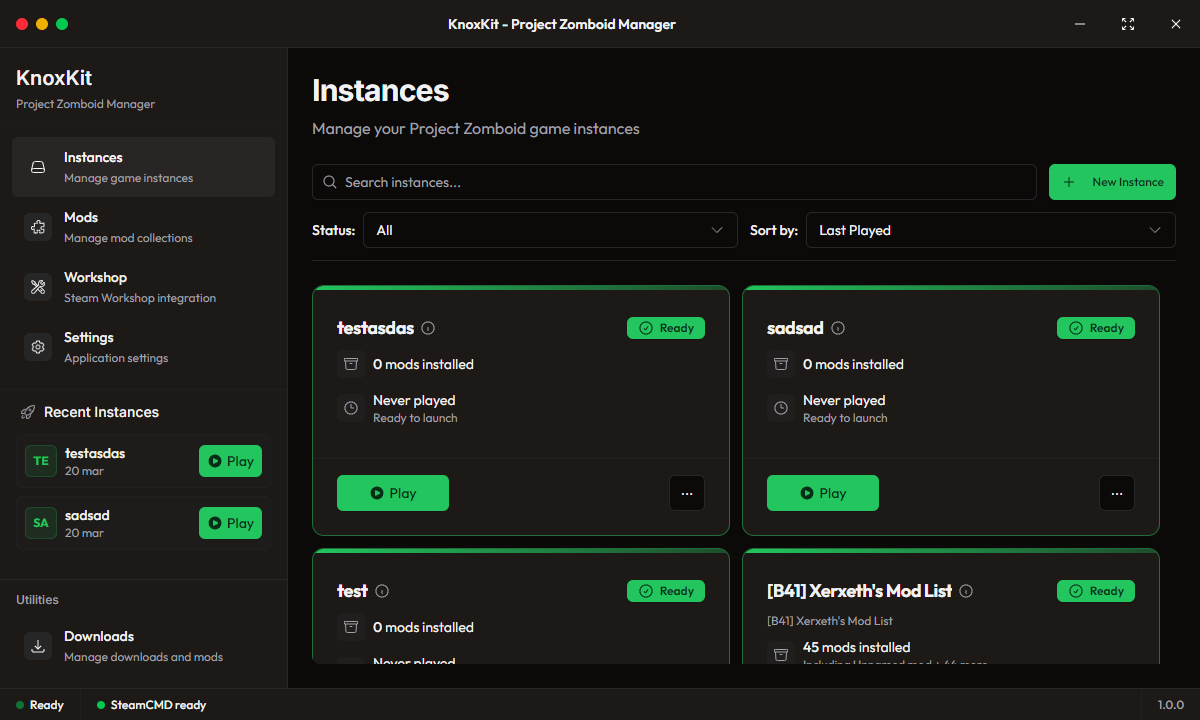 KnoxKit - Project Zomboid Manager
KnoxKit
Project Zomboid Manager
Instances
Manage game instances
Mods
Manage mod collections
Workshop
Steam Workshop integration
Settings
Application settings
Recent Instances
TE
testasdas
20 mar
Play
SA
sadsad
20 mar
Play
Utilities
Downloads
Manage downloads and mods
Instances
Manage your Project Zomboid game instances
Search instances...
New Instance
Status:
All
Sort by:
Last Played
testasdas
Ready
0 mods installed
Never played
Ready to launch
Play
...
sadsad
Ready
0 mods installed
Never played
Ready to launch
Play
...
test
Ready
0 mods installed
Never played
[B41] Xerxeth's Mod List
Ready
[B41] Xerxeth's Mod List
45 mods installed
Including Unnamed mod + 44 more
Ready
SteamCMD ready
1.0.0